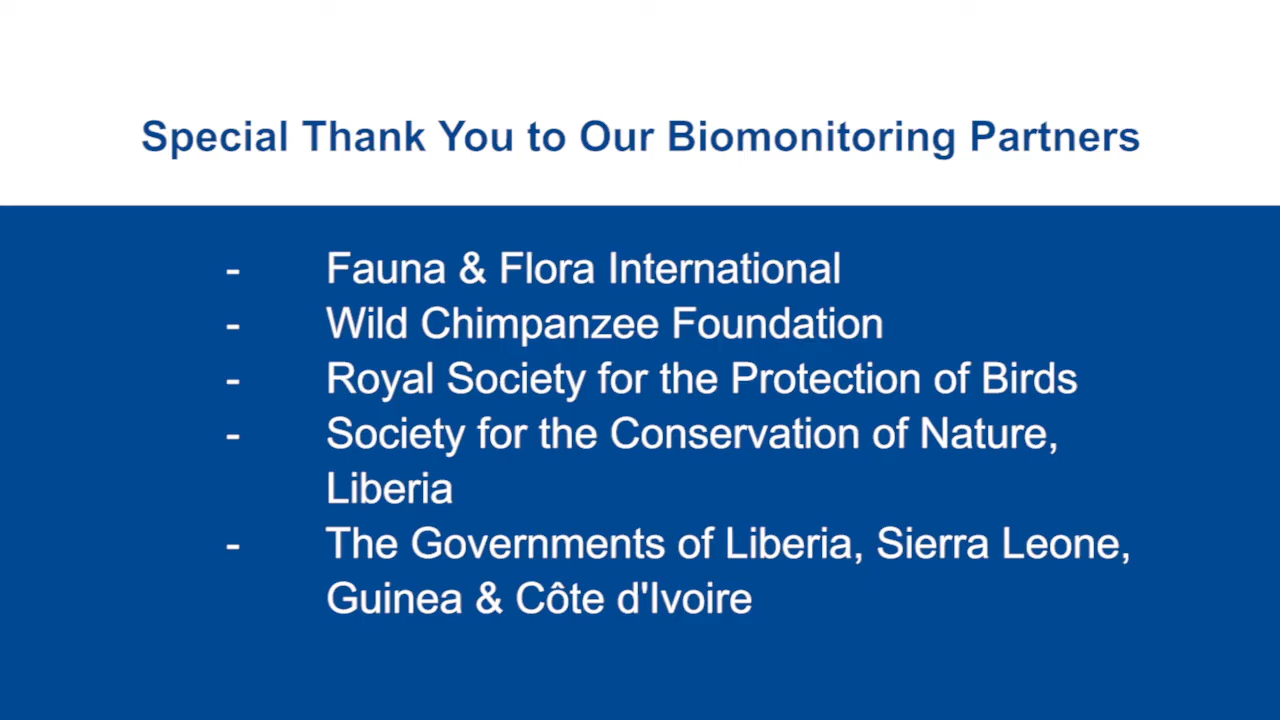 Special Thank You to Our Biomonitoring Partners
- Fauna & Flora International
- Wild Chimpanzee Foundation
- Royal Society for the Protection of Birds
- Society for the Conservation of Nature,
Liberia
- The Governments of Liberia, Sierra Leone,
Guinea & Côte d'Ivoire